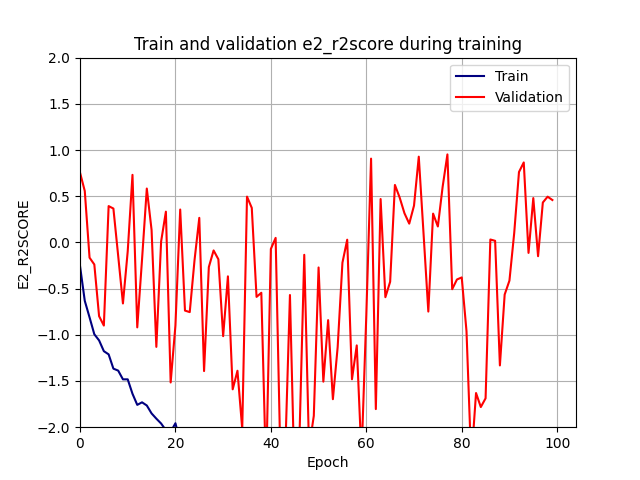 Train and validation e2_r2score during training
Train
Validation
E2_R2SCORE
2.0
1.5
1.0
0.5
0.0
−0.5
−1.0
−1.5
−2.0
0 20 40 60 80 100
Epoch